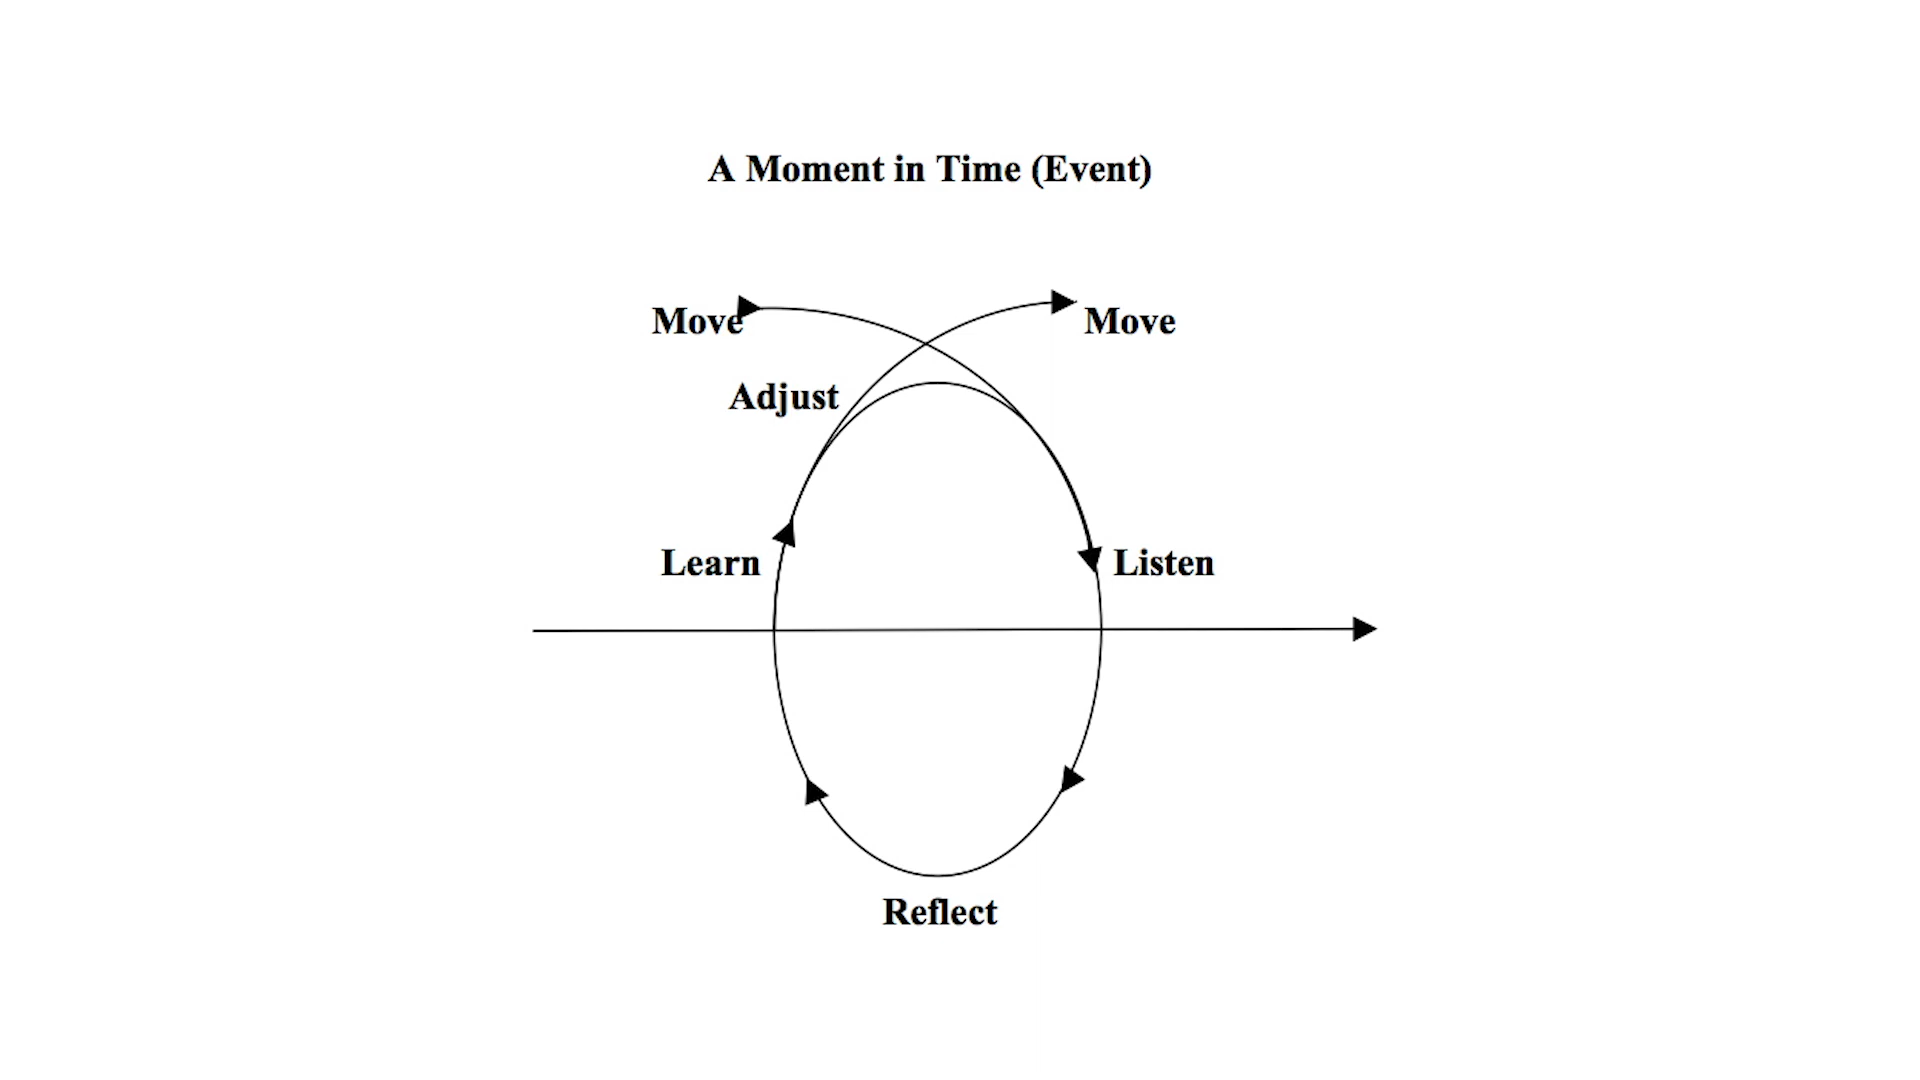 A Moment in Time (Event)
Move
Move
Adjust
Learn
Listen
Reflect